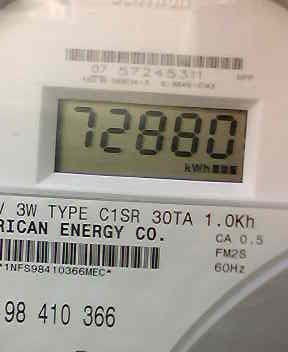 07 57245311
72880
kWh
V 3W TYPE C1SR 30TA 1.0Kh
RICAN ENERGY CO.
CA 0.5
FM2S
60Hz
*1NFS98410366MEC*
98 410 366